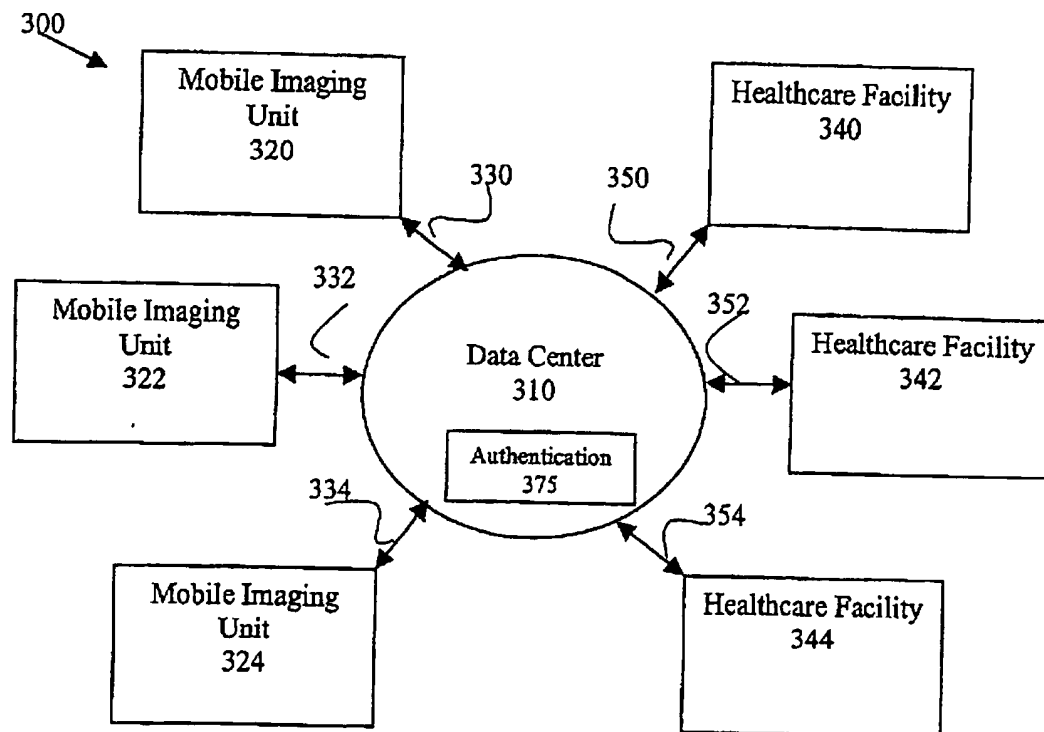 300
Mobile Imaging
Unit
320
Healthcare Facility
340
330
350
Mobile Imaging
Unit
322
332
Data Center
310
Authentication
375
352
Healthcare Facility
342
334
354
Mobile Imaging
Unit
324
Healthcare Facility
344